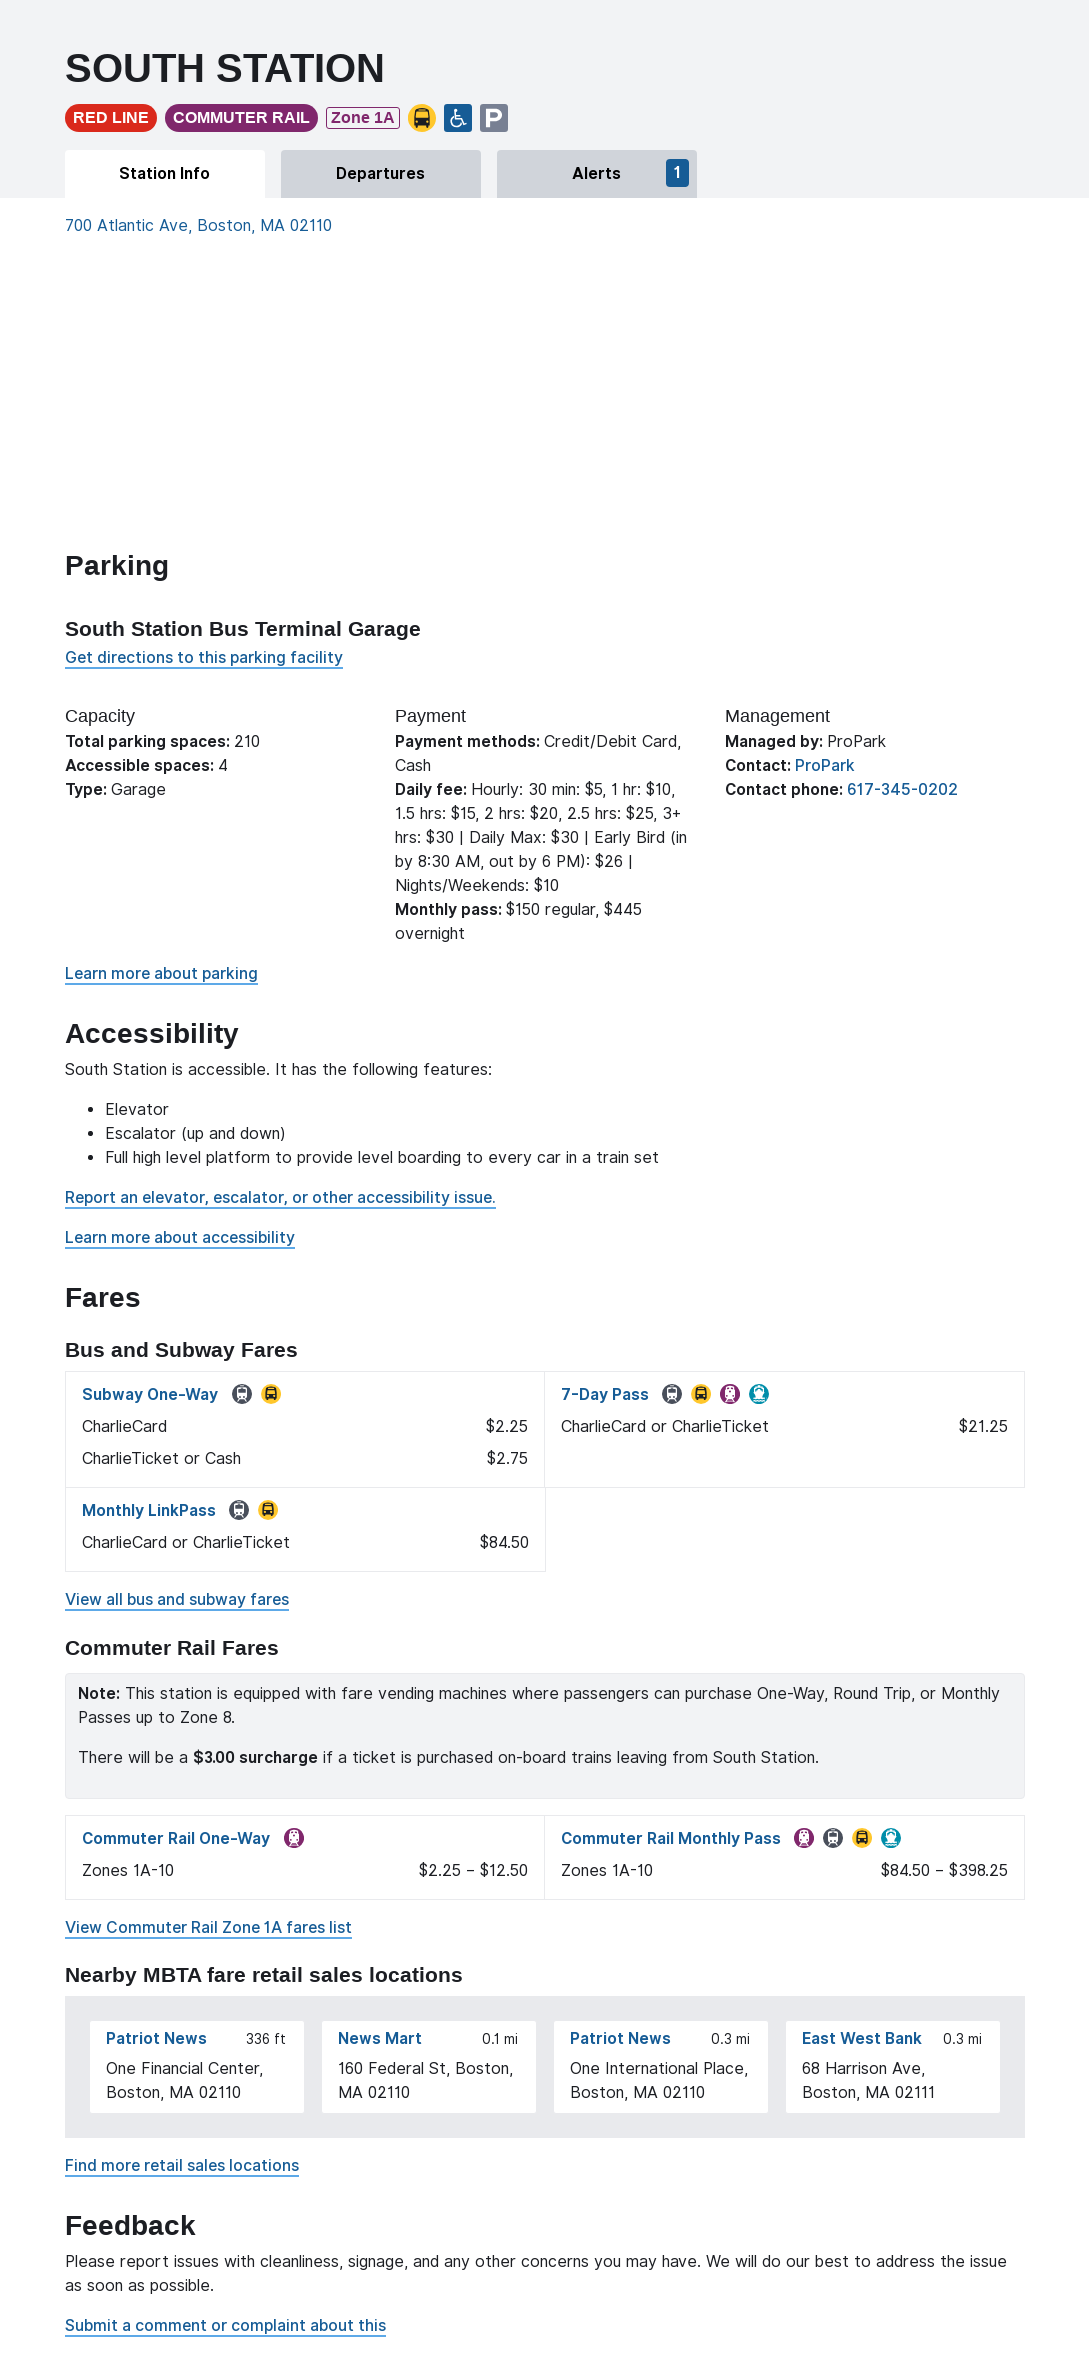 SOUTH STATION
RED LINE COMMUTER RAIL Zone 1A P
Station Info Departures Alerts 1
700 Atlantic Ave, Boston, MA 02110
Parking
South Station Bus Terminal Garage
Get directions to this parking facility
Capacity
Total parking spaces: 210
Accessible spaces: 4
Type: Garage
Payment
Payment methods: Credit/Debit Card,
Cash
Daily fee: Hourly: 30 min: $5, 1 hr: $10,
1.5 hrs: $15, 2 hrs: $20, 2.5 hrs: $25, 3+
hrs: $30 | Daily Max: $30 | Early Bird (in
by 8:30 AM, out by 6 PM): $26 |
Nights/Weekends: $10
Monthly pass: $150 regular, $445
overnight
Management
Managed by: ProPark
Contact: ProPark
Contact phone: 617-345-0202
Learn more about parking
Accessibility
South Station is accessible. It has the following features:
• Elevator
• Escalator (up and down)
• Full high level platform to provide level boarding to every car in a train set
Report an elevator, escalator, or other accessibility issue.
Learn more about accessibility
Fares
Bus and Subway Fares
Subway One-Way
CharlieCard $2.25
CharlieTicket or Cash $2.75
7-Day Pass
CharlieCard or CharlieTicket $21.25
Monthly LinkPass
CharlieCard or CharlieTicket $84.50
View all bus and subway fares
Commuter Rail Fares
Note: This station is equipped with fare vending machines where passengers can purchase One-Way, Round Trip, or Monthly
Passes up to Zone 8.
There will be a $3.00 surcharge if a ticket is purchased on-board trains leaving from South Station.
Commuter Rail One-Way
Zones 1A-10 $2.25 – $12.50
Commuter Rail Monthly Pass
Zones 1A-10 $84.50 – $398.25
View Commuter Rail Zone 1A fares list
Nearby MBTA fare retail sales locations
Patriot News 336 ft
One Financial Center,
Boston, MA 02110
News Mart 0.1 mi
160 Federal St, Boston,
MA 02110
Patriot News 0.3 mi
One International Place,
Boston, MA 02110
East West Bank 0.3 mi
68 Harrison Ave,
Boston, MA 02111
Find more retail sales locations
Feedback
Please report issues with cleanliness, signage, and any other concerns you may have. We will do our best to address the issue
as soon as possible.
Submit a comment or complaint about this